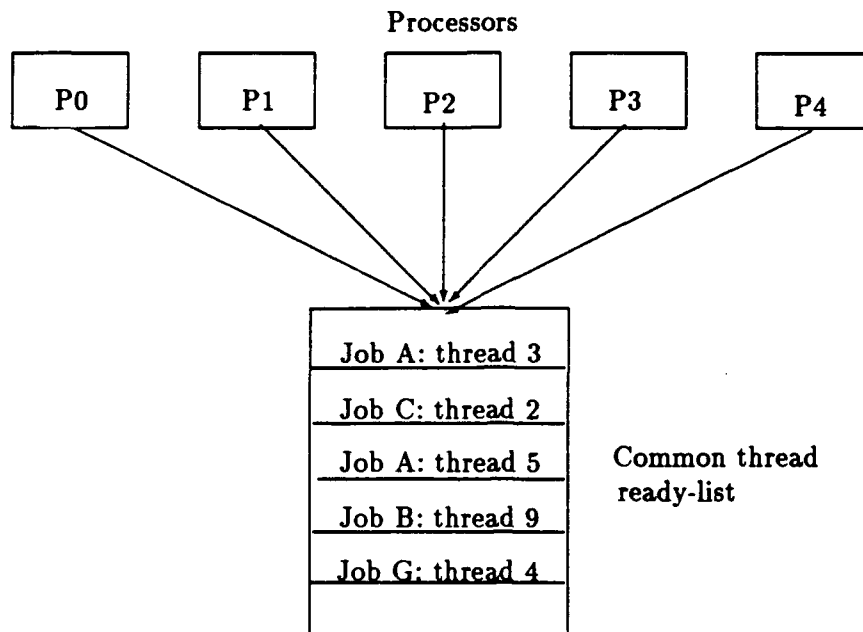 Processors
P0
P1
P2
P3
P4
Job A: thread 3
Job C: thread 2
Job A: thread 5
Job B: thread 9
Job G: thread 4
Common thread
ready-list